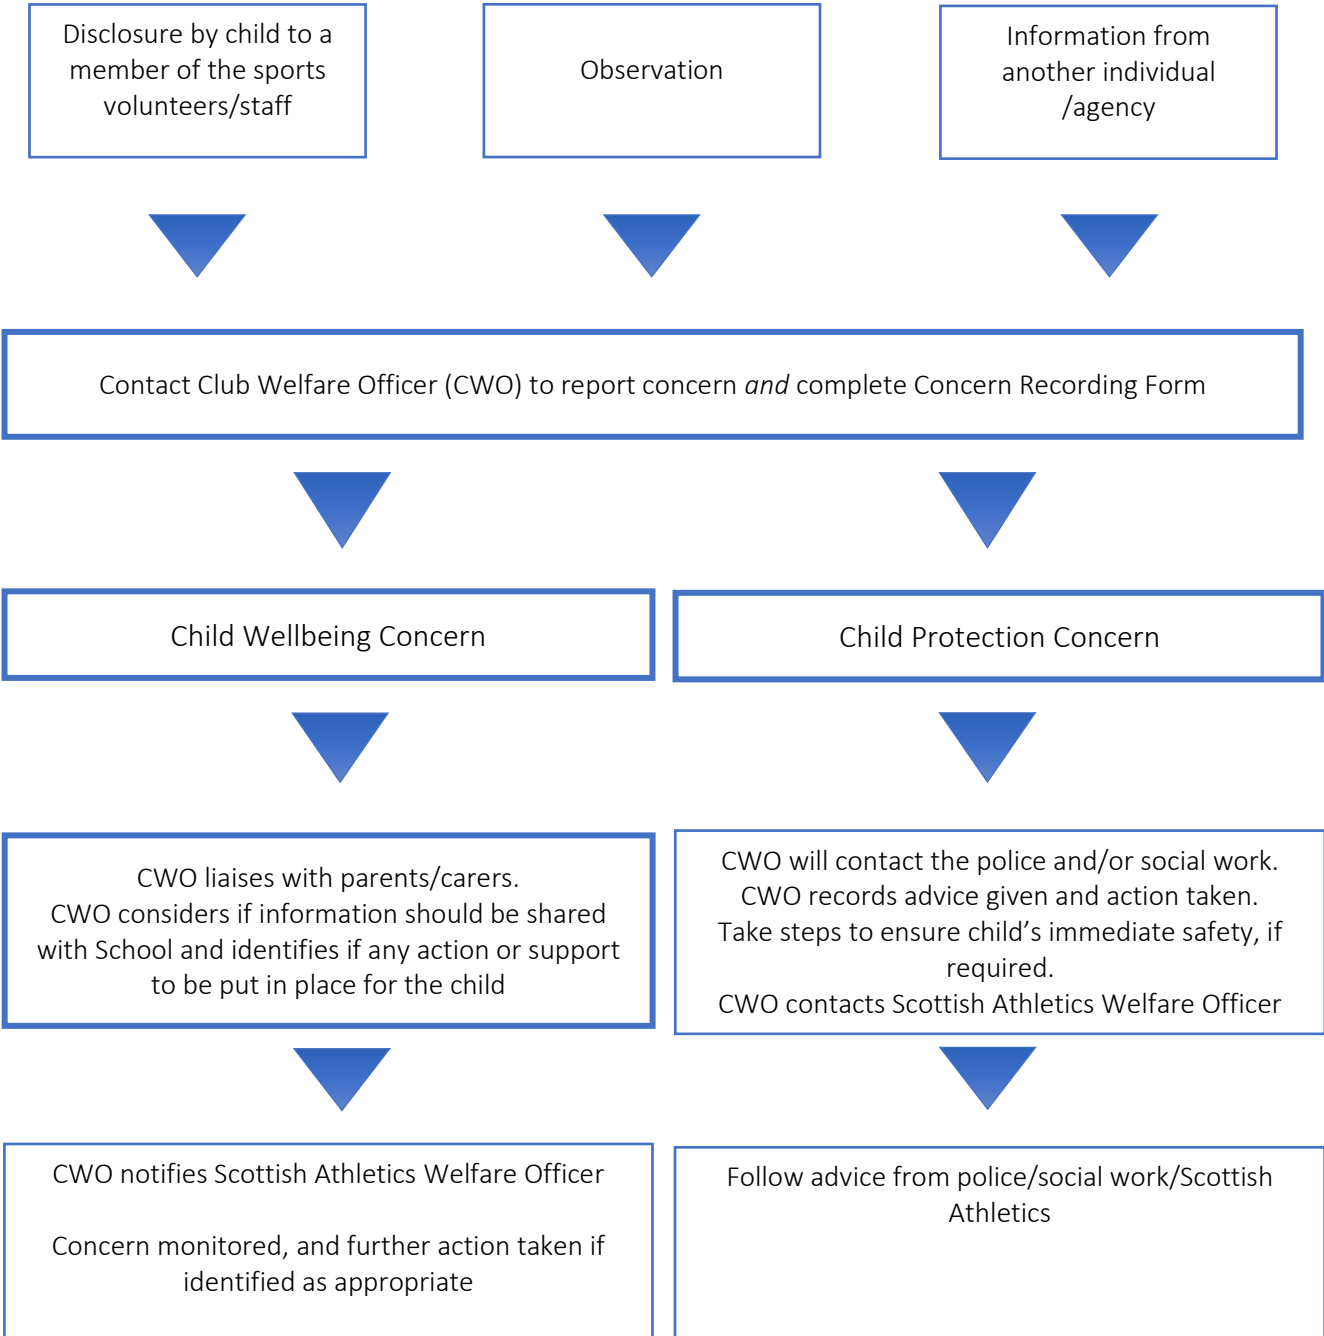 Disclosure by child to a
member of the sports
volunteers/staff
Observation
Information from
another individual
/agency
Contact Club Welfare Officer (CWO) to report concern and complete Concern Recording Form
Child Wellbeing Concern
Child Protection Concern
CWO liaises with parents/carers.
CWO considers if information should be shared
with School and identifies if any action or support
to be put in place for the child
CWO will contact the police and/or social work.
CWO records advice given and action taken.
Take steps to ensure child’s immediate safety, if
required.
CWO contacts Scottish Athletics Welfare Officer
CWO notifies Scottish Athletics Welfare Officer
Concern monitored, and further action taken if
identified as appropriate
Follow advice from police/social work/Scottish
Athletics